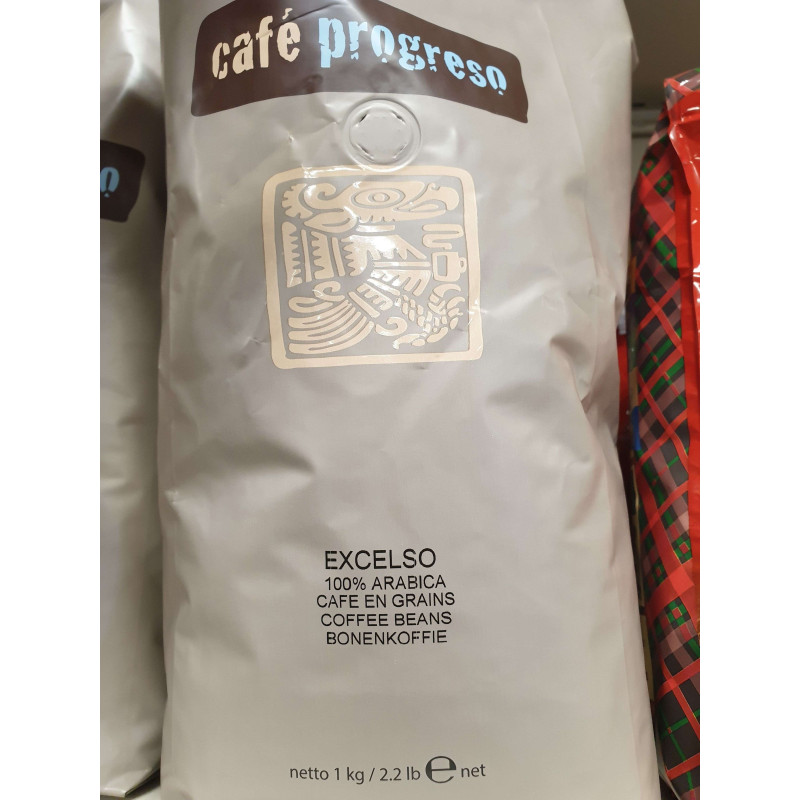 café progreso
EXCELSO
100% ARABICA
CAFE EN GRAINS
COFFEE BEANS
BONENKOFFIE
netto 1 kg / 2.2 lb e net